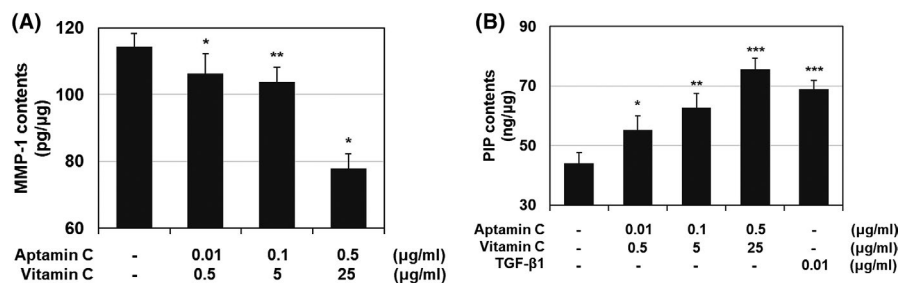 (A)
MMP-1 contents
(pg/μg)
120
100
80
60
*
**
*
Aptamin C - 0.01 0.1 0.5 (μg/ml)
Vitamin C - 0.5 5 25 (μg/ml)
(B)
PIP contents
(ng/μg)
90
70
50
30
*
**
***
***
Aptamin C - 0.01 0.1 0.5 - (μg/ml)
Vitamin C - 0.5 5 25 - (μg/ml)
TGF-β1 - - - - 0.01 (μg/ml)